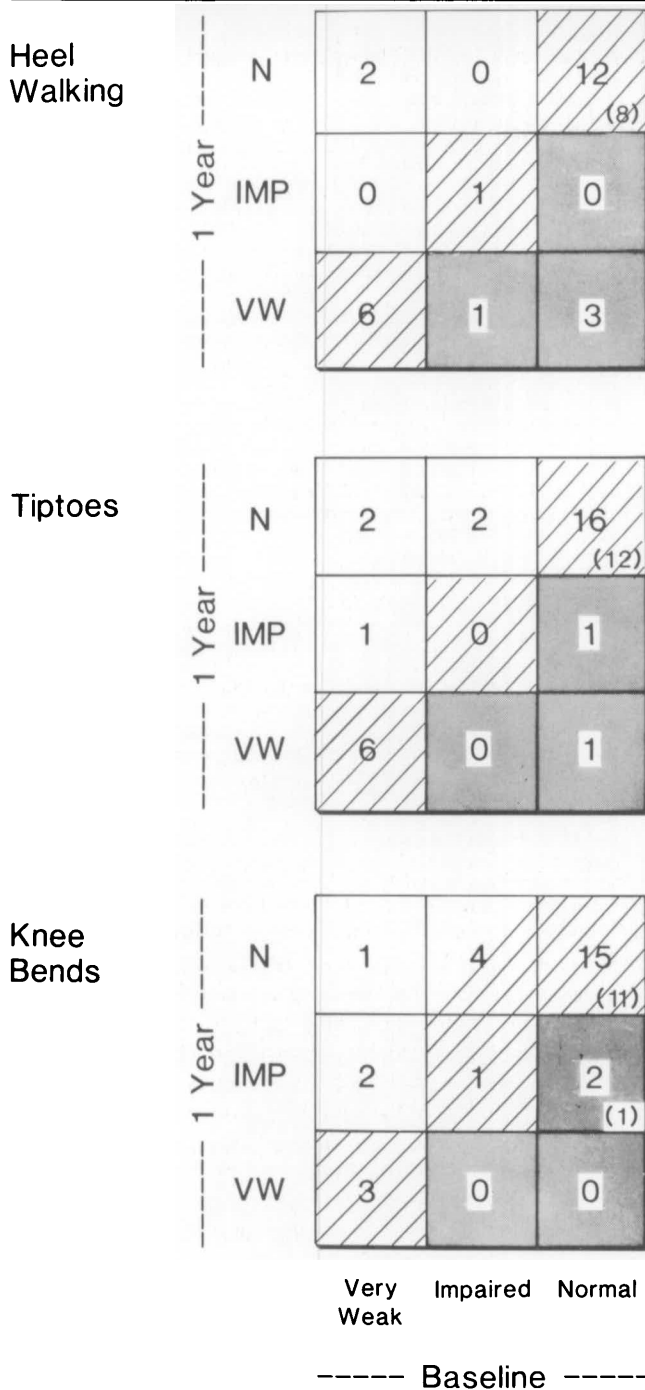 Heel
Walking
1 Year
N 2 0 12
(8)
IMP 0 1 0
VW 6 1 3
Tiptoes
1 Year
N 2 2 16
(12)
IMP 1 0 1
VW 6 0 1
Knee
Bends
1 Year
N 1 4 15
(11)
IMP 2 1 2
(1)
VW 3 0 0
Very Impaired Normal
Weak
Baseline